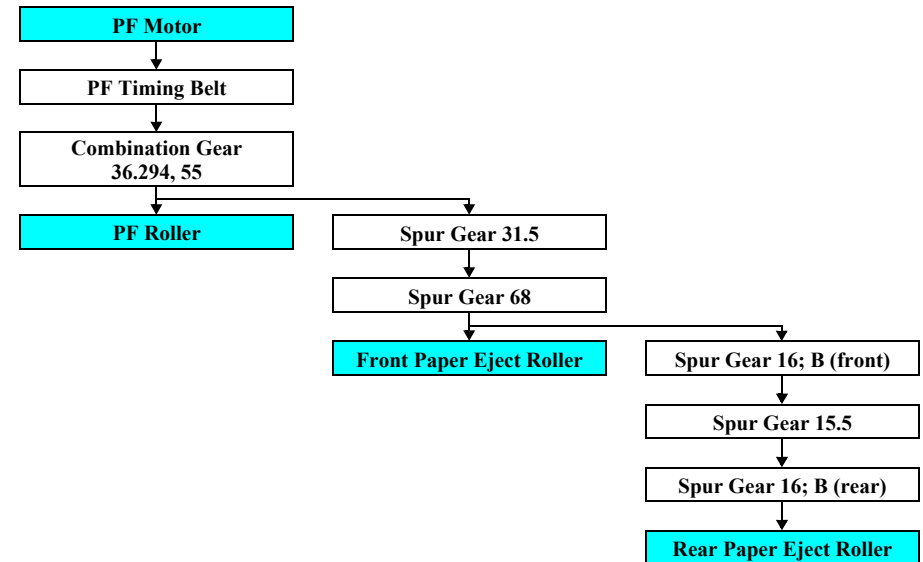 PF Motor
PF Timing Belt
Combination Gear
36.294, 55
PF Roller
Spur Gear 31.5
Spur Gear 68
Front Paper Eject Roller
Spur Gear 16; B (front)
Spur Gear 15.5
Spur Gear 16; B (rear)
Rear Paper Eject Roller